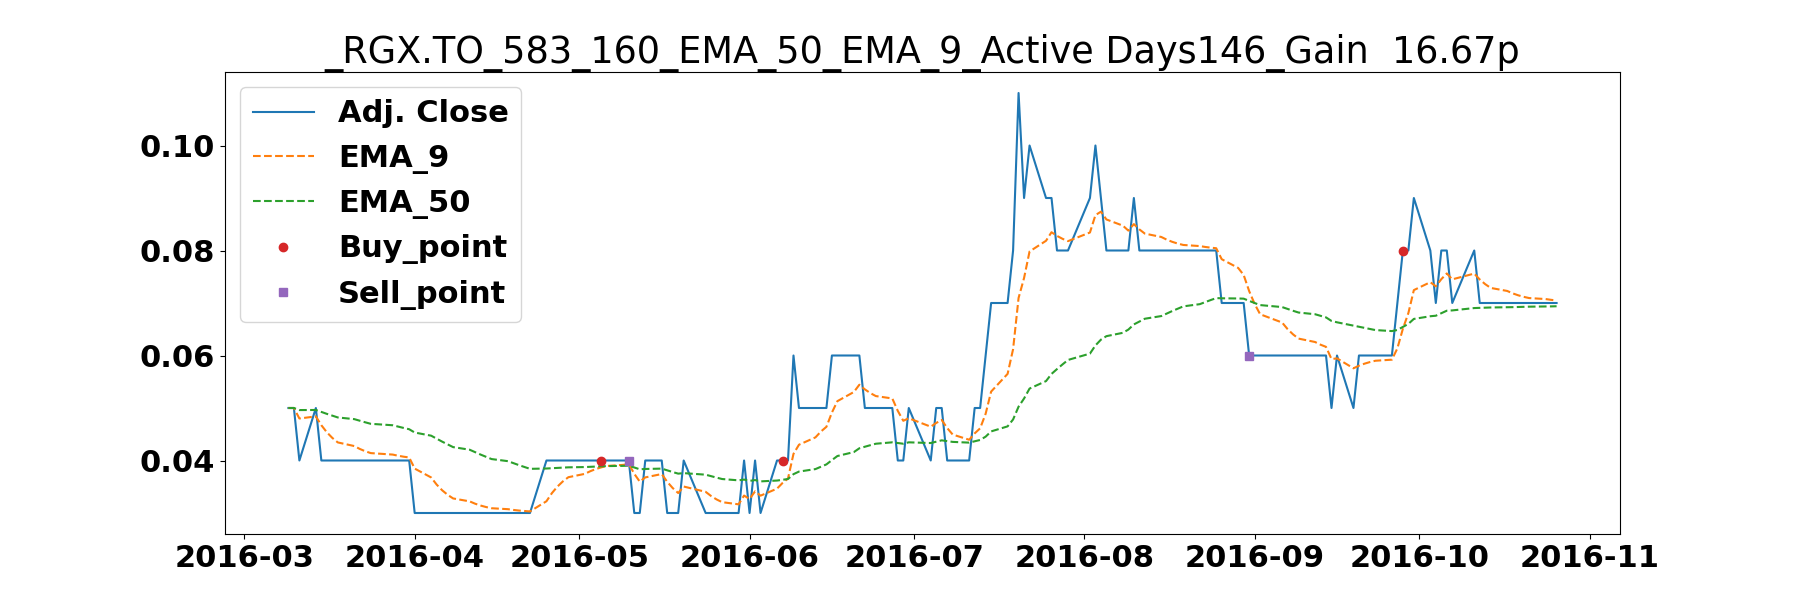 _RGX.TO_583_160_EMA_50_EMA_9_Active Days146_Gain  16.67p
Adj. Close
EMA_9
EMA_50
Buy_point
Sell_point
0.10
0.08
0.06
0.04
2016-03 2016-04 2016-05 2016-06 2016-07 2016-08 2016-09 2016-10 2016-11